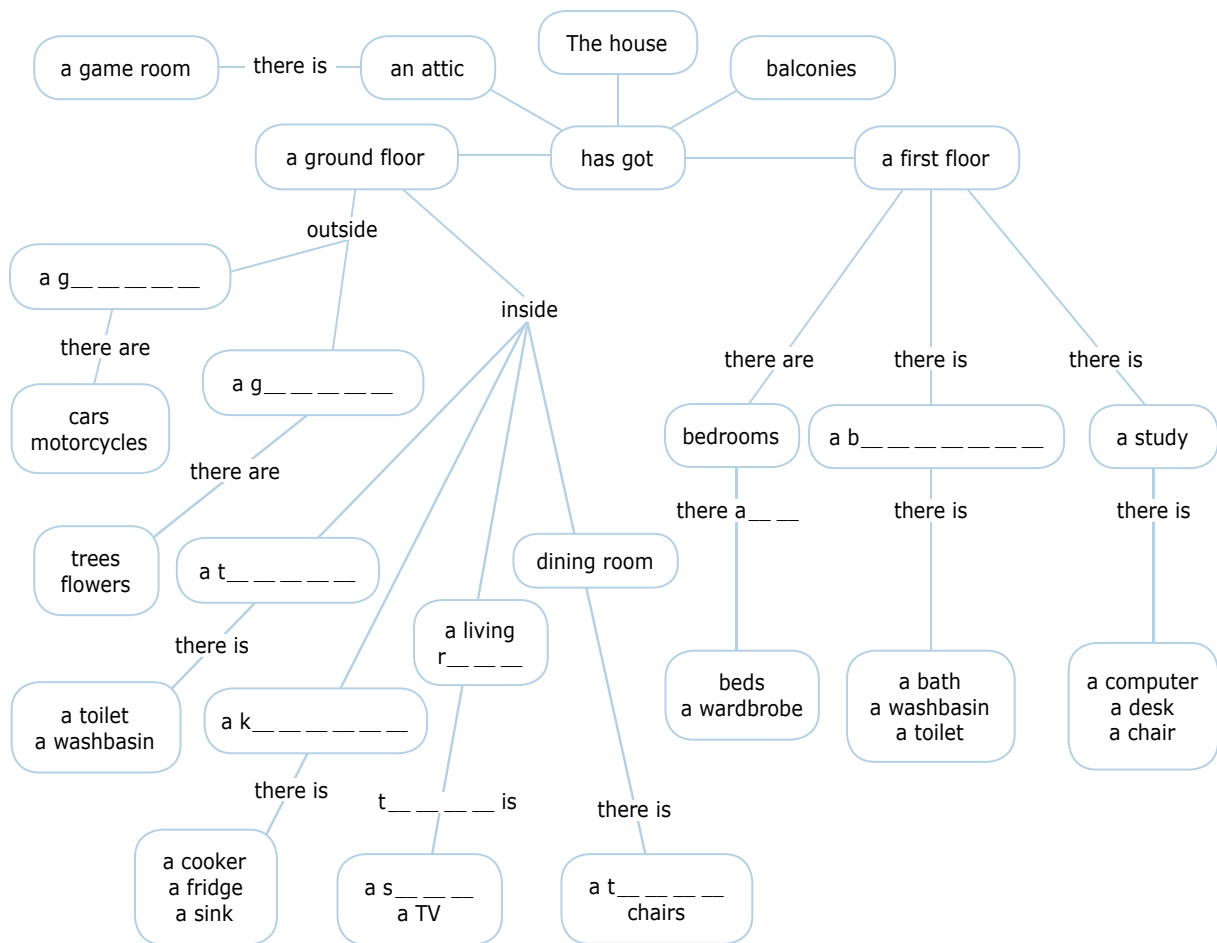 The house
a game room
there is
an attic
balconies
a ground floor
has got
a first floor
outside
a g__ __ __ __ __
inside
there are
cars
motorcycles
a g__ __ __ __ __
there are
trees
flowers
a t__ __ __ __ __
there is
a toilet
a washbasin
a k__ __ __ __ __ __
there is
a cooker
a fridge
a sink
a living
r__ __ __
t__ __ __ __ is
a s__ __ __
a TV
dining room
there is
a t__ __ __ __
chairs
there are
bedrooms
there a__ __
beds
a wardbrobe
there is
a b__ __ __ __ __ __ __
there is
a bath
a washbasin
a toilet
there is
a study
there is
a computer
a desk
a chair